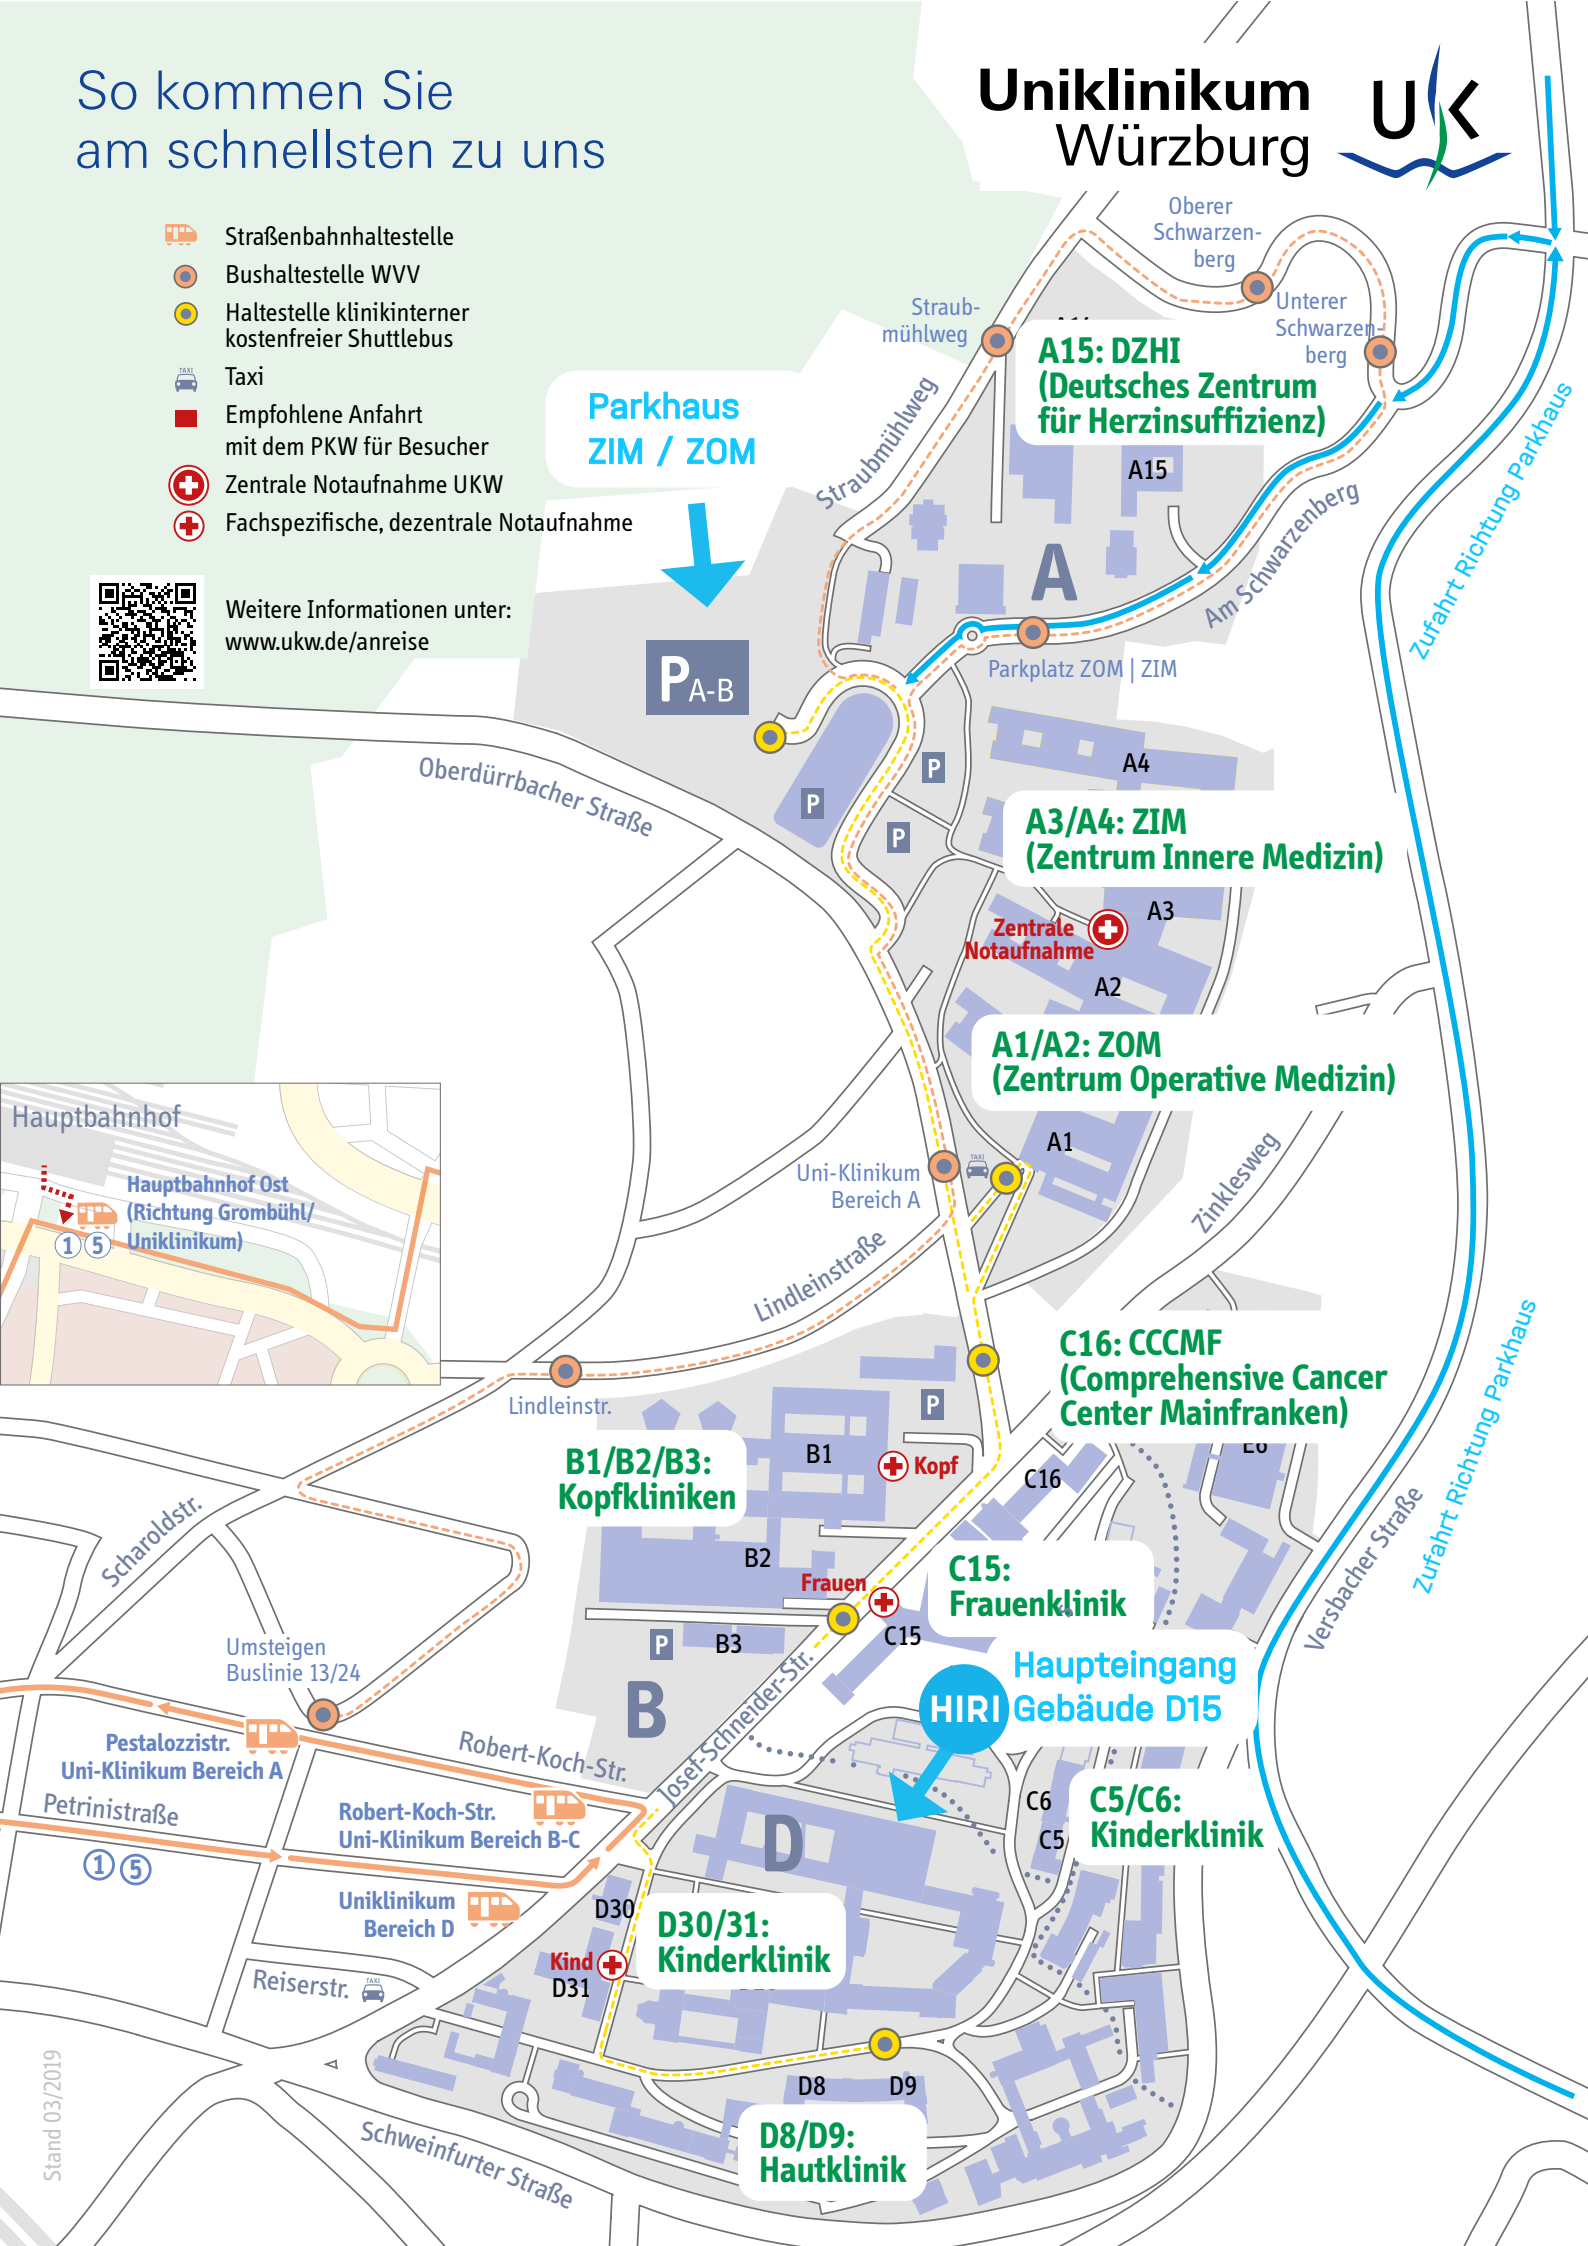 So kommen Sie
am schnellsten zu uns
Uniklinikum
Würzburg
UK
Straßenbahnhaltestelle
Bushaltestelle WVV
Haltestelle klinikinterner
kostenfreier Shuttlebus
TAXI
Taxi
Empfohlene Anfahrt
mit dem PKW für Besucher
Zentrale Notaufnahme UKW
Fachspezifische, dezentrale Notaufnahme
Weitere Informationen unter:
www.ukw.de/anreise
Parkhaus
ZIM / ZOM
PA-B
Oberer
Schwarzen-
berg
Unterer
Schwarzen-
berg
Straub-
mühlweg
Straubmühlweg
A15: DZHI
(Deutsches Zentrum
für Herzinsuffizienz)
A15
A
Am Schwarzenberg
Zufahrt Richtung Parkhaus
Parkplatz ZOM | ZIM
Oberdürrbacher Straße
P
P
P
A4
A3/A4: ZIM
(Zentrum Innere Medizin)
A3
Zentrale
Notaufnahme
A2
A1/A2: ZOM
(Zentrum Operative Medizin)
A1
Uni-Klinikum
Bereich A
TAXI
Zinklesweg
Lindleinstraße
Hauptbahnhof
Hauptbahnhof Ost
(Richtung Grombühl/
Uniklinikum)
1 5
Lindleinstr.
C16: CCCMF
(Comprehensive Cancer
Center Mainfranken)
E6
C16
P
B1/B2/B3:
Kopfkliniken
B1
Kopf
B2
Frauen
C15:
Frauenklinik
C15
B3
P
B
Scharoldstr.
Versbacher Straße
Zufahrt Richtung Parkhaus
Umsteigen
Buslinie 13/24
Haupteingang
Gebäude D15
HIRI
Josef-Schneider-Str.
Robert-Koch-Str.
Pestalozzistr.
Uni-Klinikum Bereich A
Petrinistraße
1 5
Robert-Koch-Str.
Uni-Klinikum Bereich B-C
Uniklinikum
Bereich D
Reiserstr.
TAXI
C6
C5
C5/C6:
Kinderklinik
D
D30
D30/31:
Kinderklinik
Kind
D31
D8
D9
D8/D9:
Hautklinik
Schweinfurter Straße
Stand 03/2019